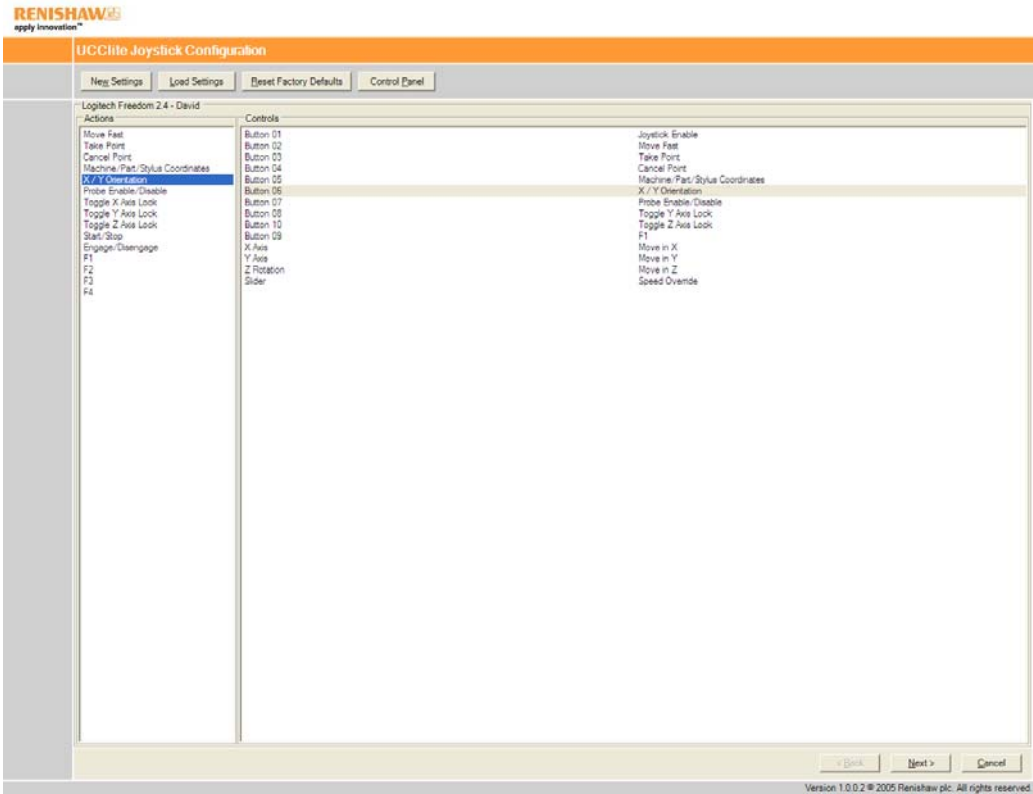 RENISHAW
apply innovation™
UCClite Joystick Configuration
New Settings Load Settings Reset Factory Defaults Control Panel
Logitech Freedom 2.4 - David
Actions Controls
Move Fast Button 01 Joystick Enable
Take Point Button 02 Move Fast
Cancel Point Button 03 Take Point
Machine/Part/Stylus Coordinates Button 04 Cancel Point
X / Y Orientation Button 05 Machine/Part/Stylus Coordinates
Probe Enable/Disable Button 06 X / Y Orientation
Toggle X Axis Lock Button 07 Probe Enable/Disable
Toggle Y Axis Lock Button 08 Toggle Y Axis Lock
Toggle Z Axis Lock Button 10 Toggle Z Axis Lock
Start/Stop Button 09 F1
Engage/Disengage X Axis Move in X
F1 Y Axis Move in Y
F2 Z Rotation Move in Z
F3 Slider Speed Override
F4
< Back Next > Cancel
Version 1.0.0.2 © 2005 Renishaw plc. All rights reserved